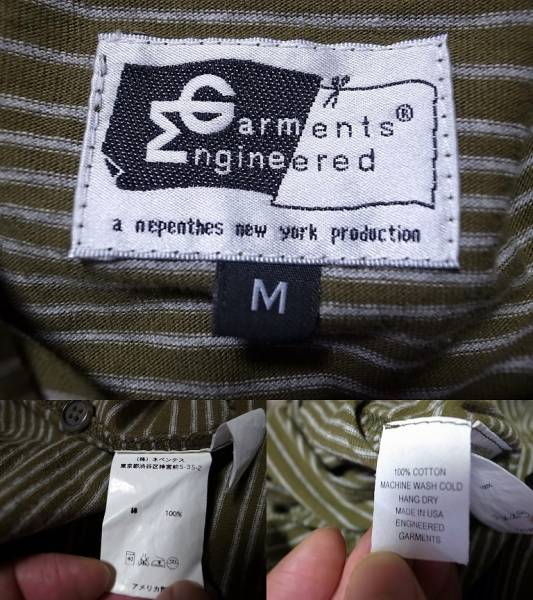 Garments®
Engineered
a nepenthes new york production
M
(株) ネペンテス
東京都渋谷区神宮前5-35-2
綿 100%
アメリカ
100% COTTON
MACHINE WASH COLD
HANG DRY
MADE IN USA
ENGINEERED
GARMENTS